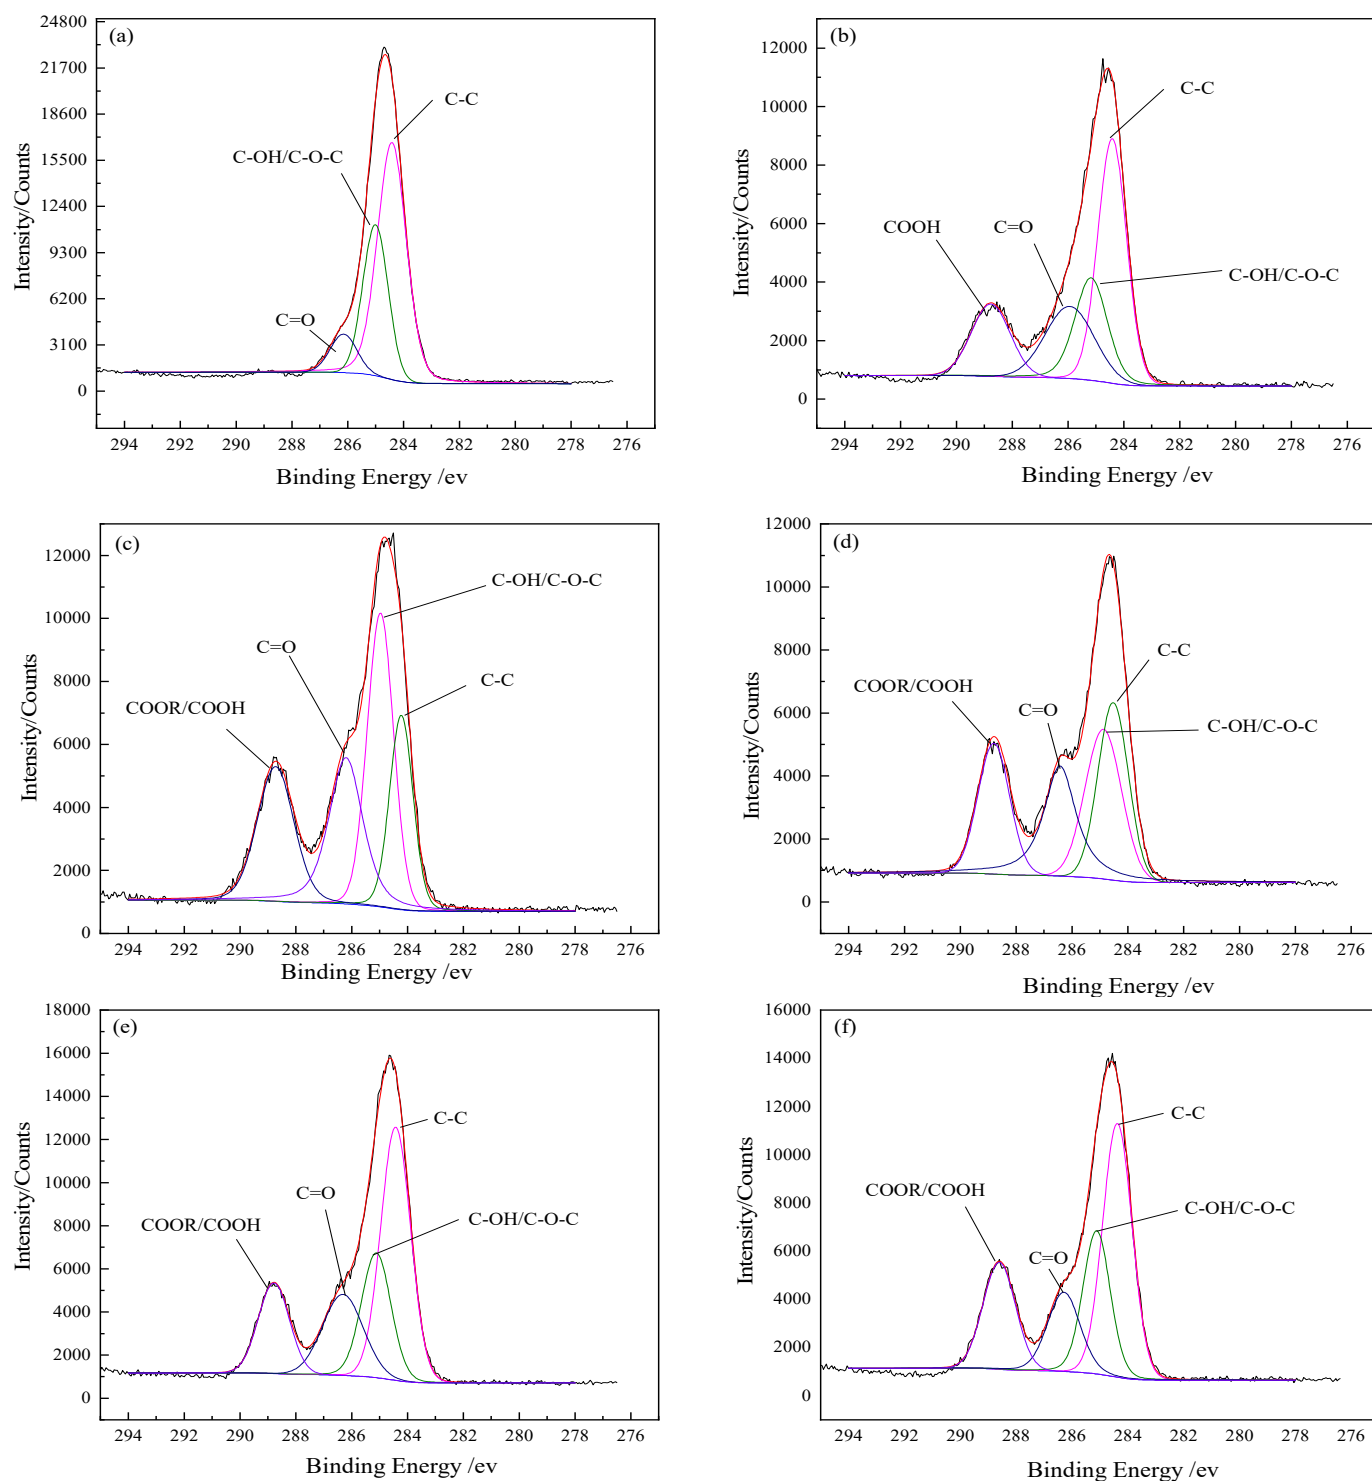 (a)
24800
21700
18600
15500
12400
9300
6200
3100
0
Intensity/Counts
C-C
C-OH/C-O-C
C=O
294 292 290 288 286 284 282 280 278 276
Binding Energy /ev
(b)
12000
10000
8000
6000
4000
2000
0
Intensity/Counts
C-C
COOH
C=O
C-OH/C-O-C
294 292 290 288 286 284 282 280 278 276
Binding Energy /ev
(c)
12000
10000
8000
6000
4000
2000
0
Intensity/Counts
C-OH/C-O-C
C=O
C-C
COOR/COOH
294 292 290 288 286 284 282 280 278 276
Binding Energy /ev
(d)
12000
10000
8000
6000
4000
2000
0
Intensity/Counts
C-C
COOR/COOH
C=O
C-OH/C-O-C
294 292 290 288 286 284 282 280 278 276
Binding Energy /ev
(e)
18000
16000
14000
12000
10000
8000
6000
4000
2000
0
Intensity/Counts
C-C
C=O
COOR/COOH
C-OH/C-O-C
294 292 290 288 286 284 282 280 278 276
Binding Energy /ev
(f)
16000
14000
12000
10000
8000
6000
4000
2000
0
Intensity/Counts
C-C
COOR/COOH
C-OH/C-O-C
C=O
294 292 290 288 286 284 282 280 278 276
Binding Energy /ev